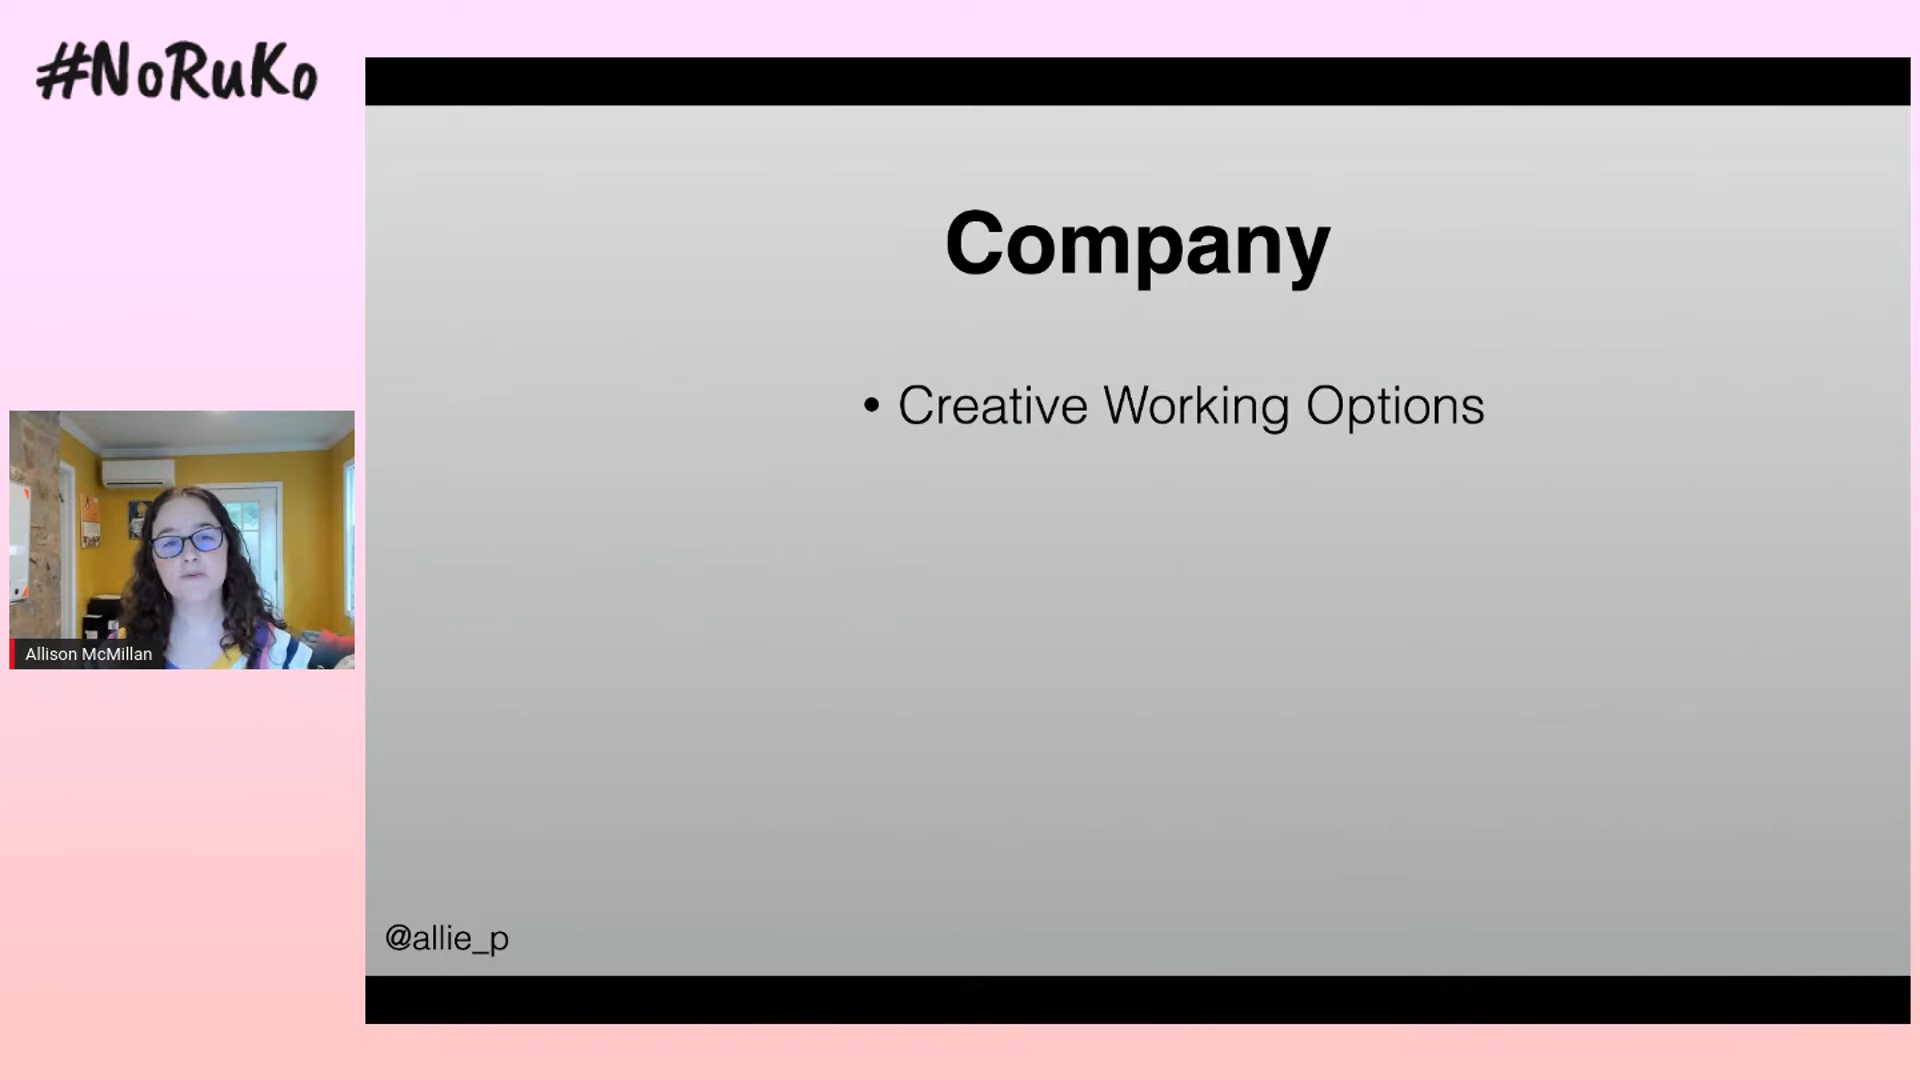 #NoRuKo
Company
• Creative Working Options
Allison McMillan
@allie_p